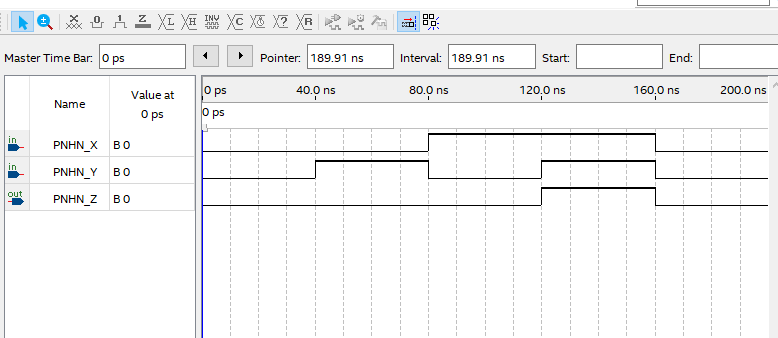 Master Time Bar: 0 ps Pointer: 189.91 ns Interval: 189.91 ns Start: End:
Name Value at 0 ps
0 ps 40.0 ns 80.0 ns 120.0 ns 160.0 ns 200.0 ns
0 ps
in PNHN_X B 0
in PNHN_Y B 0
out PNHN_Z B 0